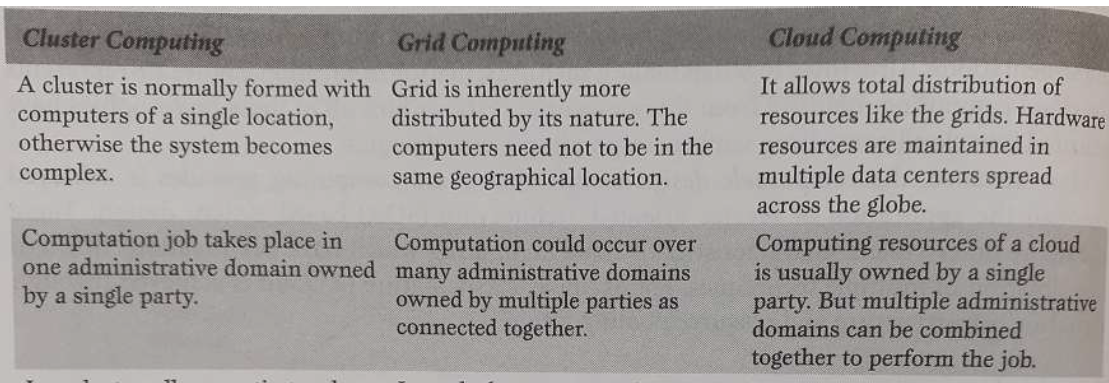 Cluster Computing
Grid Computing
Cloud Computing
A cluster is normally formed with
computers of a single location,
otherwise the system becomes
complex.
Grid is inherently more
distributed by its nature. The
computers need not to be in the
same geographical location.
It allows total distribution of
resources like the grids. Hardware
resources are maintained in
multiple data centers spread
across the globe.
Computation job takes place in
one administrative domain owned
by a single party.
Computation could occur over
many administrative domains
owned by multiple parties as
connected together.
Computing resources of a cloud
is usually owned by a single
party. But multiple administrative
domains can be combined
together to perform the job.